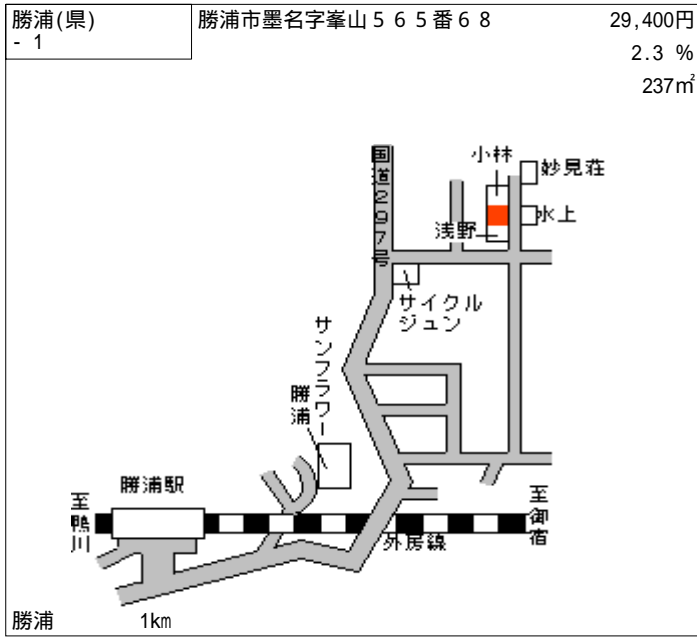 勝浦(県)
- 1
勝浦市墨名字峯山５６５番６８
29,400円
2.3 %
237㎡
国道297号
小林
妙見荘
水上
浅野
サイクル
ジュン
サンフラワー
勝浦
勝浦駅
至鴨川
至御宿
外房線
勝浦
1km